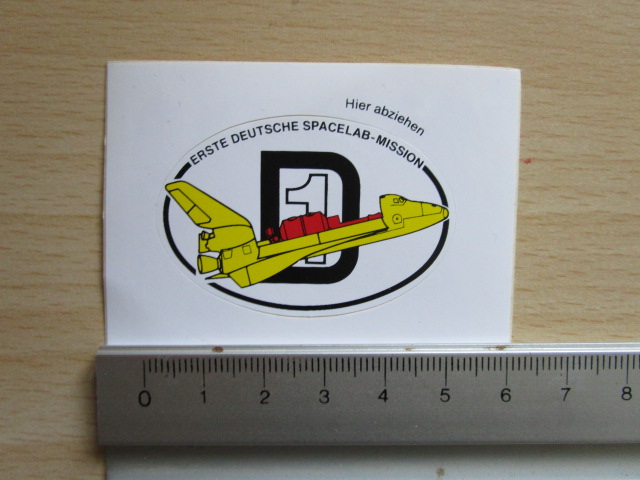 Hier abziehen
ERSTE DEUTSCHE SPACELAB-MISSION
D1
0 1 2 3 4 5 6 7 8